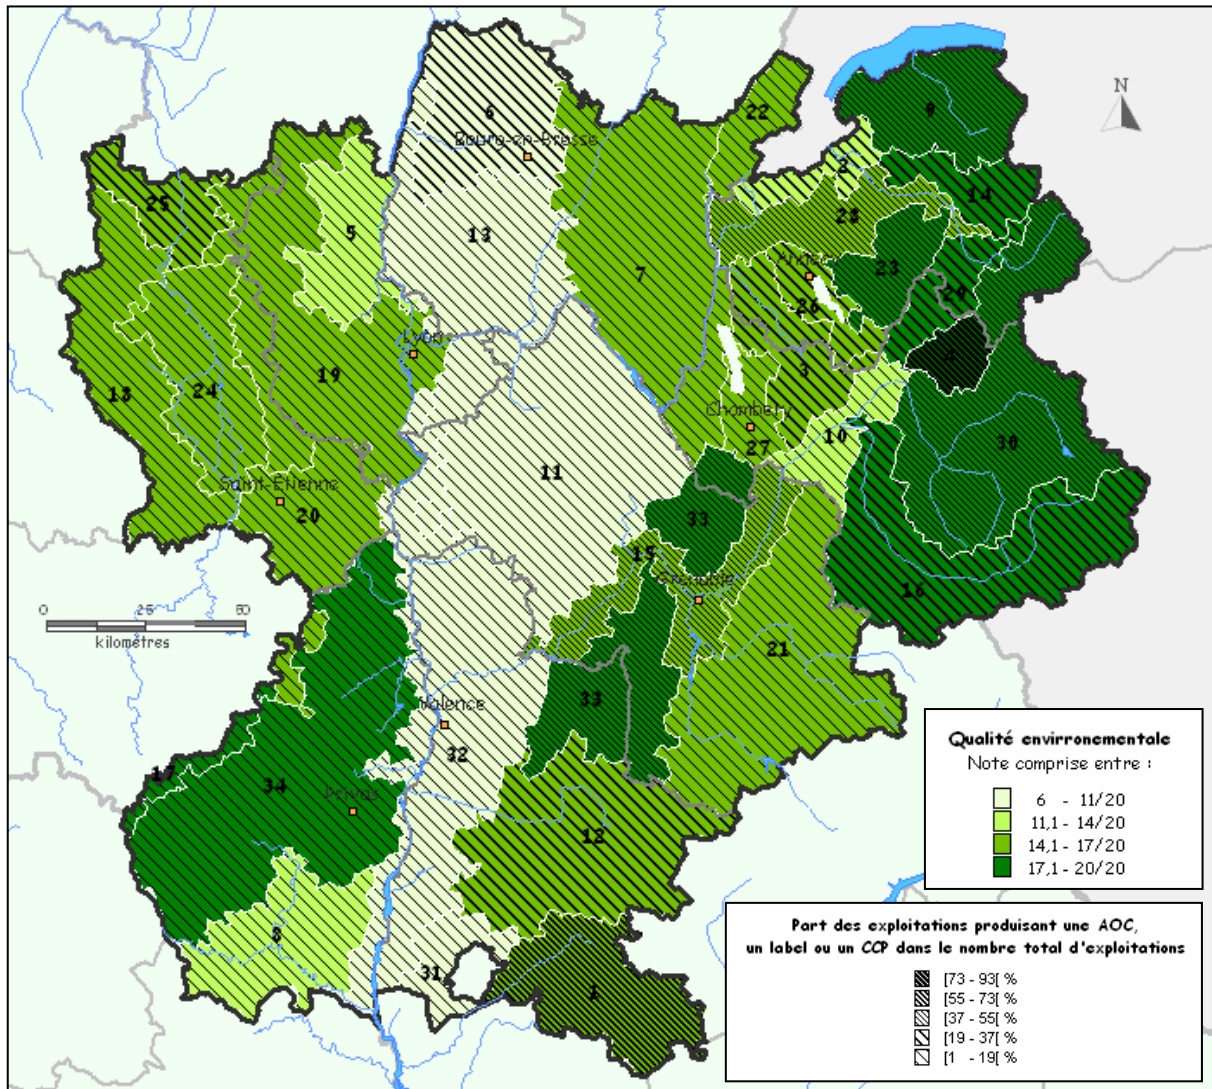 N
6
Bourg-en-Bresse
22
9
2
14
25
5
13
28
7
23
26
29
4
Lyon
3
18
24
19
Chambéry
10
27
30
11
Saint-Etienne
20
33
15
Grenoble
16
0 25 50
kilomètres
21
Valence
33
32
17
34
Privas
12
8
31
1
Qualité envirronementale
Note comprise entre :
6 - 11/20
11,1 - 14/20
14,1 - 17/20
17,1 - 20/20
Part des exploitations produisant une AOC,
un label ou un CCP dans le nombre total d'exploitations
[73 - 93[ %
[55 - 73[ %
[37 - 55[ %
[19 - 37[ %
[1 - 19[ %